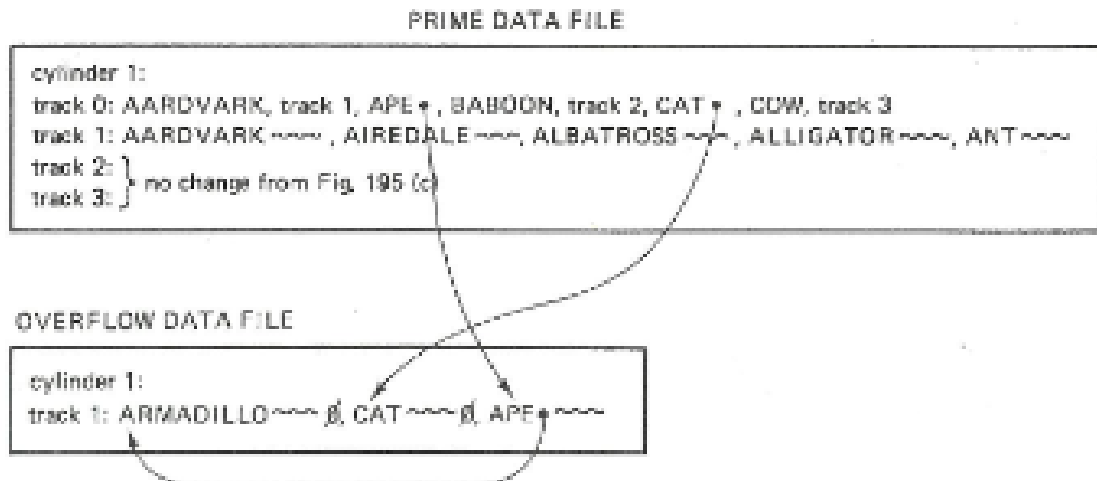 PRIME DATA FILE
cylinder 1:
track 0: AARDVARK, track 1, APE , BABOON, track 2, CAT , COW, track 3
track 1: AARDVARK ~~~~ , AIREDALE ~~~~, ALBATROSS ~~~~, ALLIGATOR ~~~~, ANT ~~~~
track 2:
track 3: } no change from Fig. 195 (c)
OVERFLOW DATA FILE
cylinder 1:
track 1: ARMADILLO ~~~~ Ø, CAT ~~~~ Ø, APE ~~~~